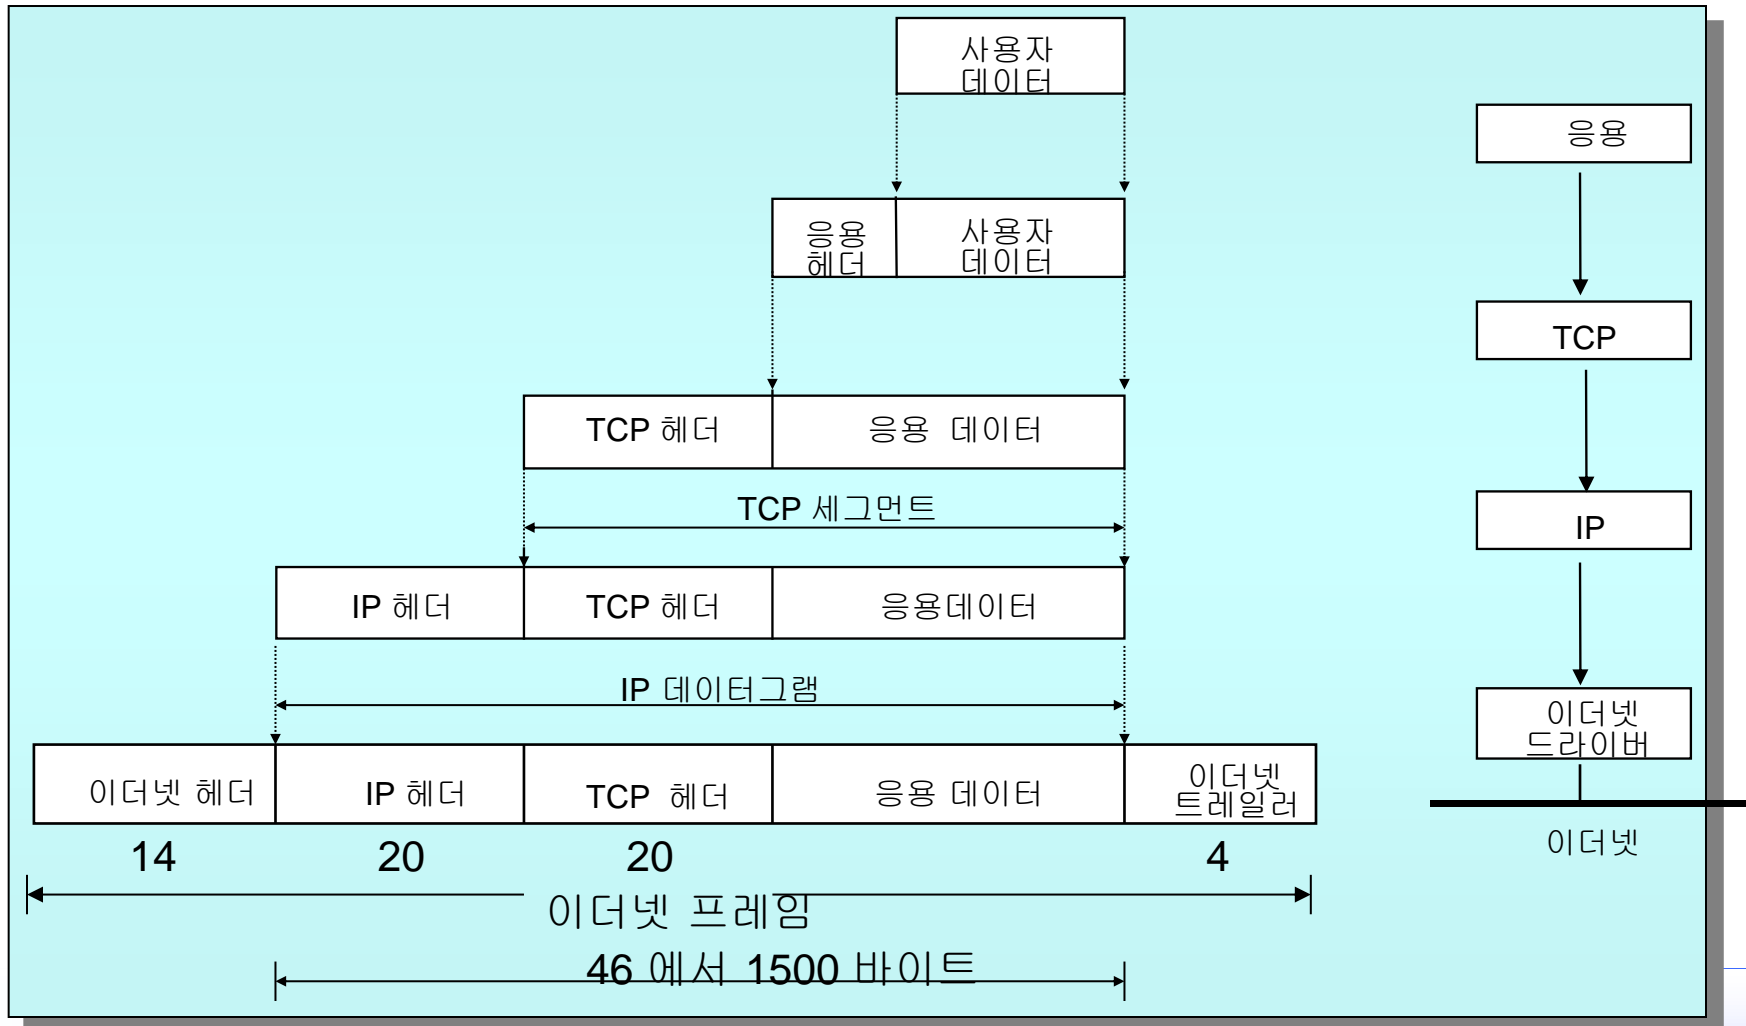 사용자
데이터
응용
응용
헤더
사용자
데이터
TCP
TCP 헤더
응용 데이터
TCP 세그먼트
IP
IP 헤더
TCP 헤더
응용데이터
IP 데이터그램
이더넷
드라이버
이더넷 헤더
IP 헤더
TCP 헤더
응용 데이터
이더넷
트레일러
이더넷
14
20
20
4
이더넷 프레임
46 에서 1500 바이트